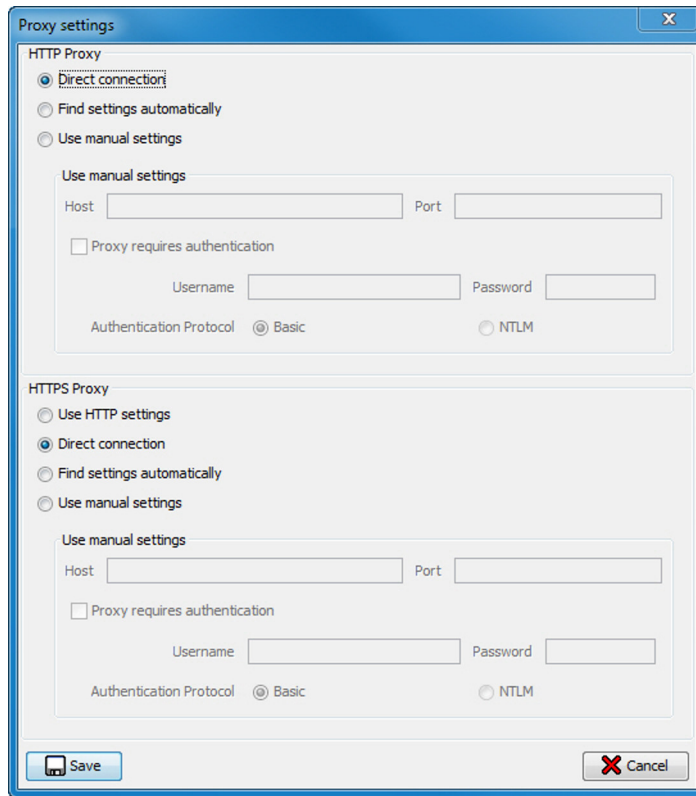 Proxy settings
HTTP Proxy
Direct connection
Find settings automatically
Use manual settings
Use manual settings
Host Port
Proxy requires authentication
Username Password
Authentication Protocol Basic NTLM
HTTPS Proxy
Use HTTP settings
Direct connection
Find settings automatically
Use manual settings
Use manual settings
Host Port
Proxy requires authentication
Username Password
Authentication Protocol Basic NTLM
Save Cancel